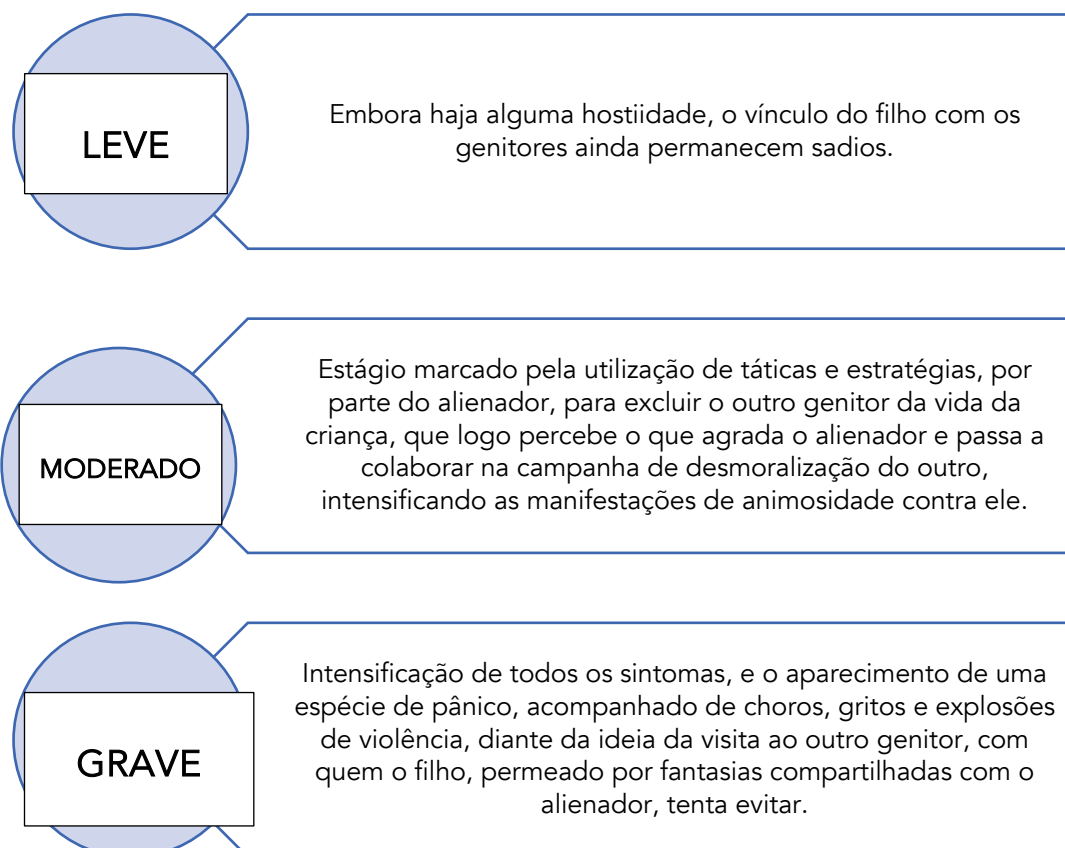 LEVE
Embora haja alguma hostiidade, o vínculo do filho com os
genitores ainda permanecem sadios.
MODERADO
Estágio marcado pela utilização de táticas e estratégias, por
parte do alienador, para excluir o outro genitor da vida da
criança, que logo percebe o que agrada o alienador e passa a
colaborar na campanha de desmoralização do outro,
intensificando as manifestações de animosidade contra ele.
GRAVE
Intensificação de todos os sintomas, e o aparecimento de uma
espécie de pânico, acompanhado de choros, gritos e explosões
de violência, diante da ideia da visita ao outro genitor, com
quem o filho, permeado por fantasias compartilhadas com o
alienador, tenta evitar.